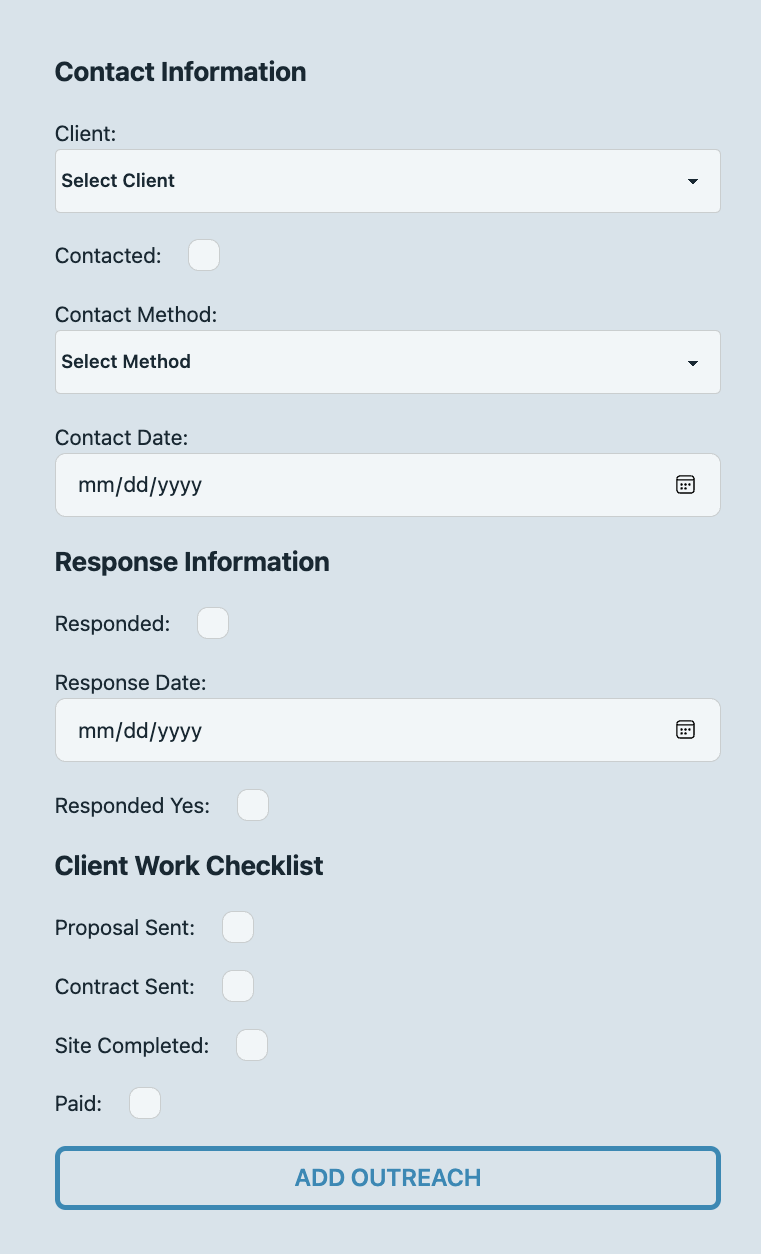 Contact Information
Client:
Select Client
Contacted:
Contact Method:
Select Method
Contact Date:
mm/dd/yyyy
Response Information
Responded:
Response Date:
mm/dd/yyyy
Responded Yes:
Client Work Checklist
Proposal Sent:
Contract Sent:
Site Completed:
Paid:
ADD OUTREACH